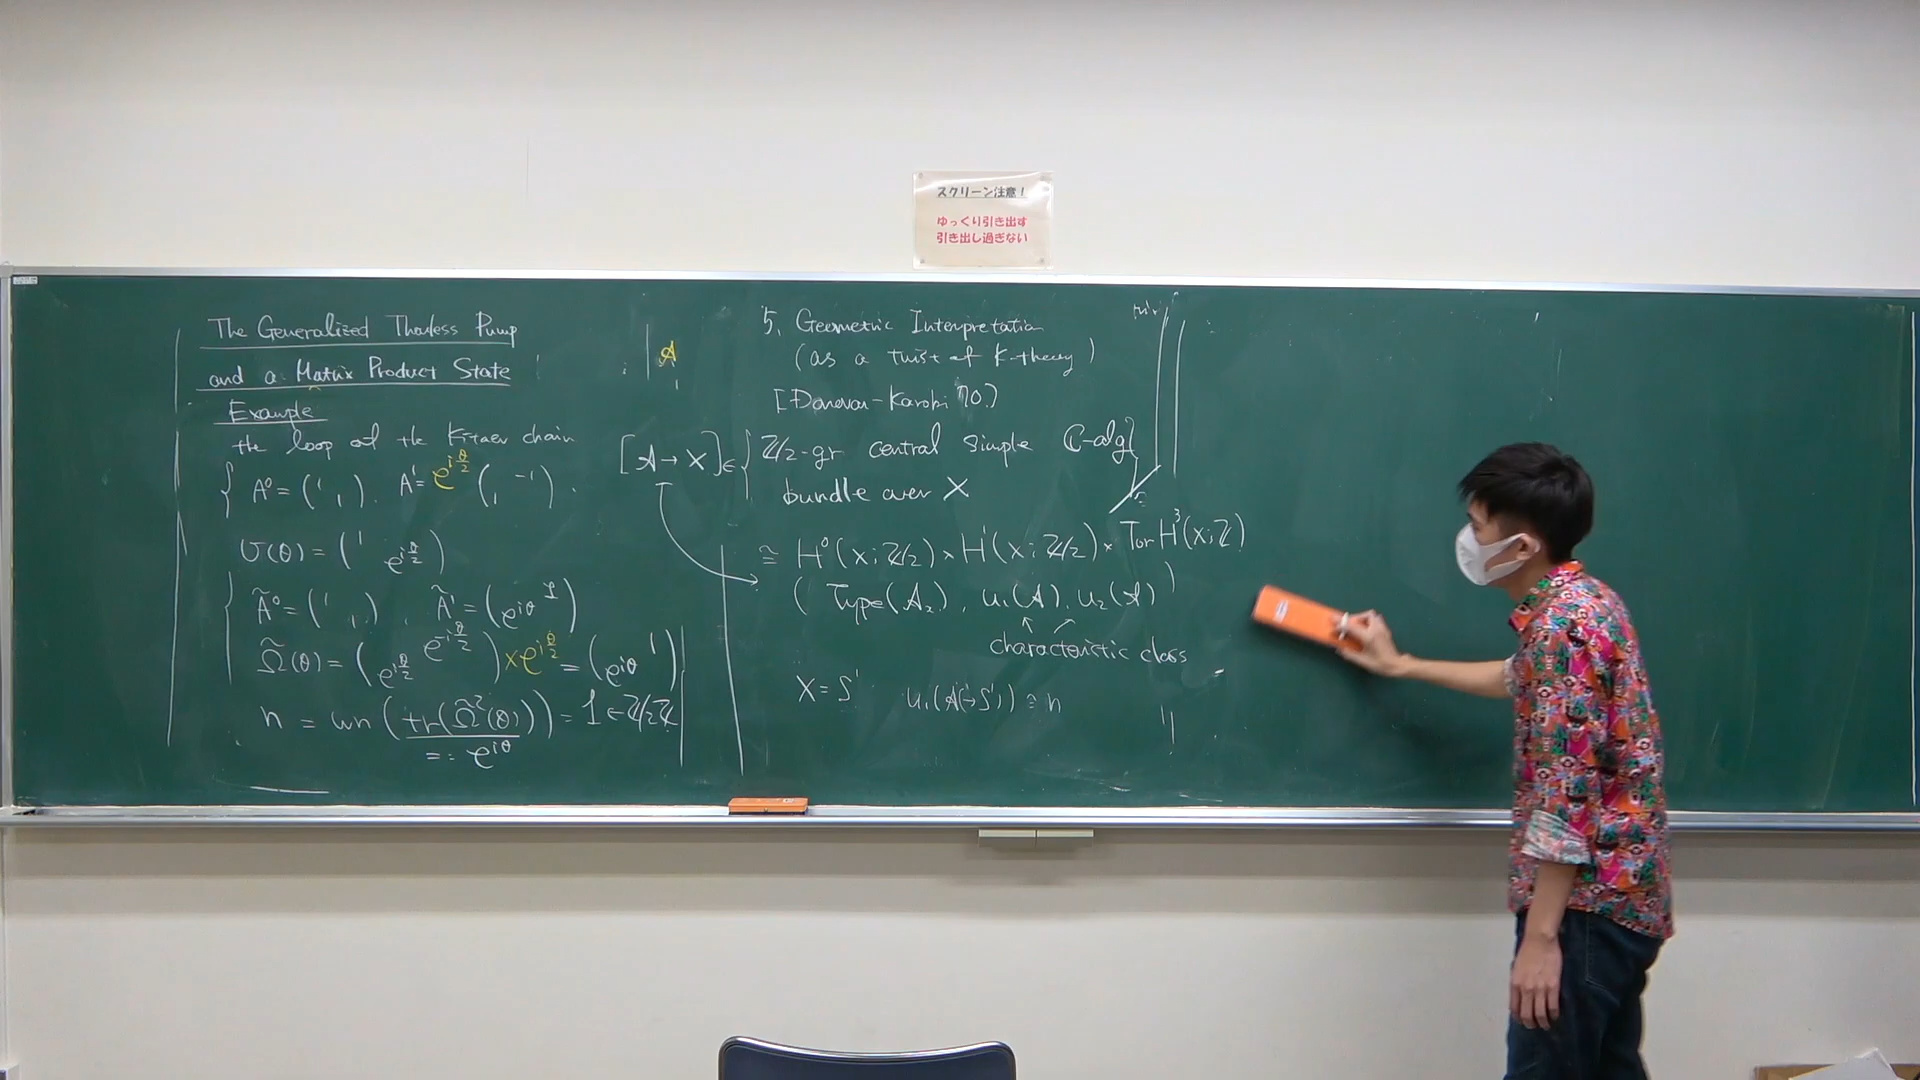 スクリーン注意!
ゆっくり引き出す
引き出し過ぎない
The Generalized Thouless Pump
and a Matrix Product State
Example
the loop out the Kitaev chain
A⁰ = ( ¹ ₁ ). A¹ = e^{iθ/2} ( ₁ ⁻¹ ).
U(θ) = ( ¹ e^{iθ/2} )
Ã⁰ = ( ¹ ₁ ), Ã¹ = ( e^{iθ} 1 )
Ω̃(θ) = ( e^{iθ/2} e^{-iθ/2} ) × e^{iθ/2} = ( e^{iθ} 1 )
n = wn ( tr(Ω̃²(θ)) ) = 1 ∈ Z/2Z
=: e^{iθ}
A
5. Geometric Interpretation
(as a twist of K-theory)
[Donovan-Karobi '70.]
[A → X] ∈ { Z/2-gr central simple C-alg
bundle over X }
≅ H⁰(X; Z/2) × H¹(X; Z/2) × Tor H³(X; Z)
( Type(Aₓ), u₁(A), u₂(A) )
characteristic class
X = S¹ u₁(A(→S¹)) ≅ n